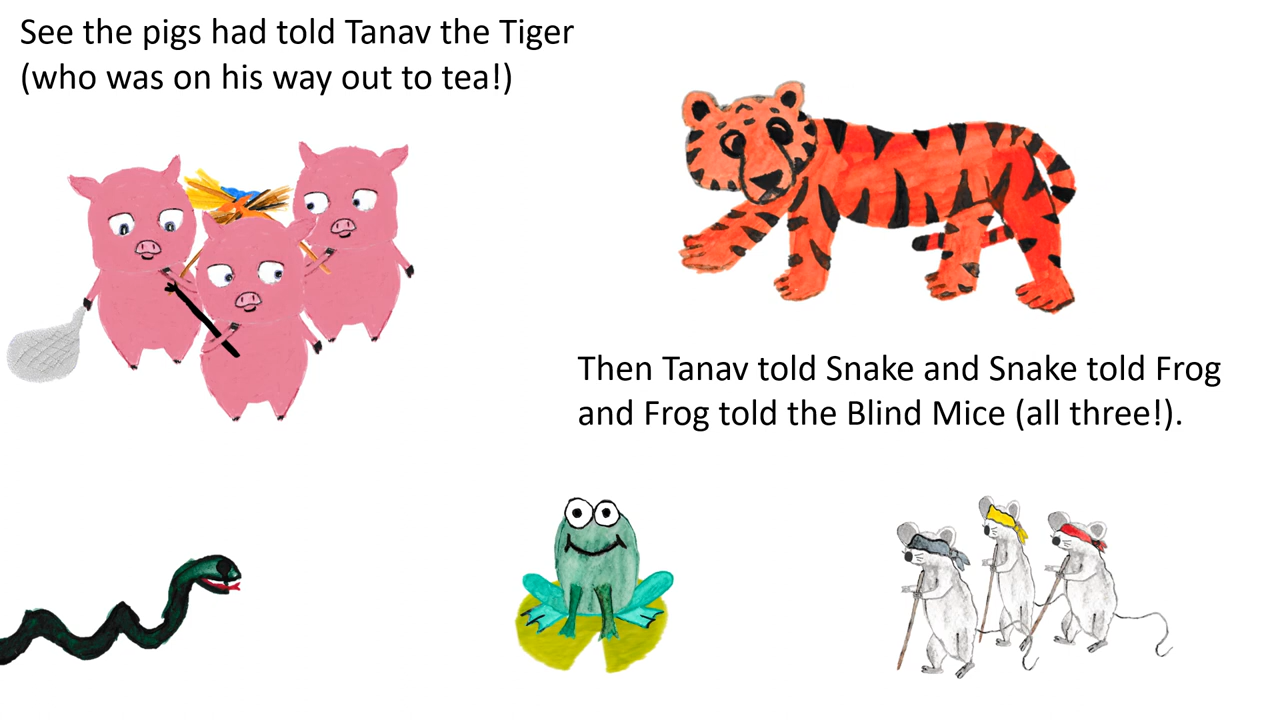 See the pigs had told Tanav the Tiger
(who was on his way out to tea!)
Then Tanav told Snake and Snake told Frog
and Frog told the Blind Mice (all three!).